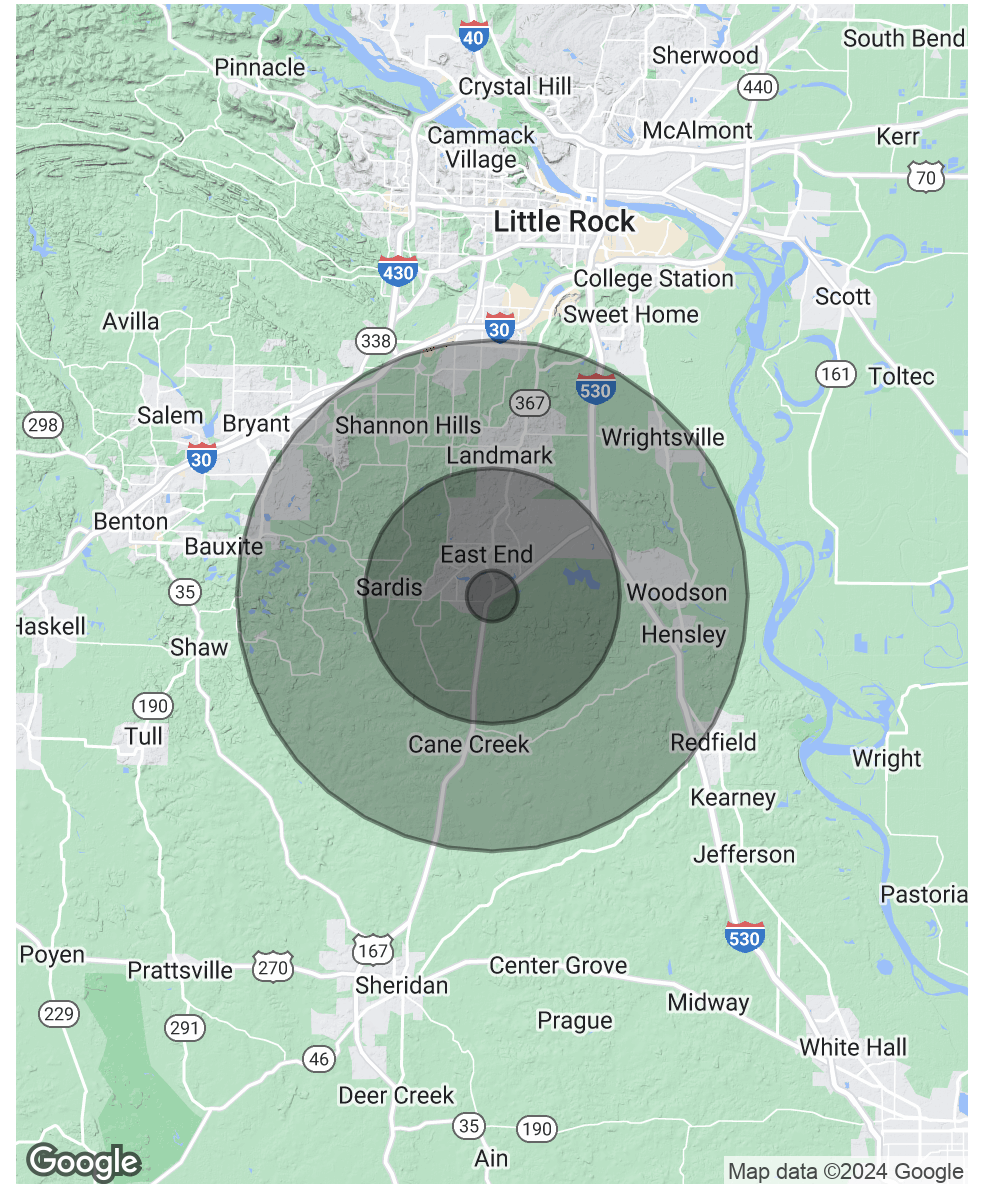 40
South Bend
Sherwood
Pinnacle
440
Crystal Hill
McAlmont
Kerr
Cammack
Village
70
Little Rock
430
College Station
Scott
Sweet Home
Avilla
30
338
161
Toltec
530
367
Salem
Bryant
298
Shannon Hills
Wrightsville
30
Landmark
Benton
Bauxite
East End
35
Sardis
Woodson
Haskell
Hensley
Shaw
190
Tull
Cane Creek
Redfield
Wright
Kearney
Jefferson
Pastoria
530
167
Poyen
Prattsville
270
Center Grove
Sheridan
Midway
229
291
Prague
46
White Hall
Deer Creek
35
190
Ain
Google
Map data ©2024 Google